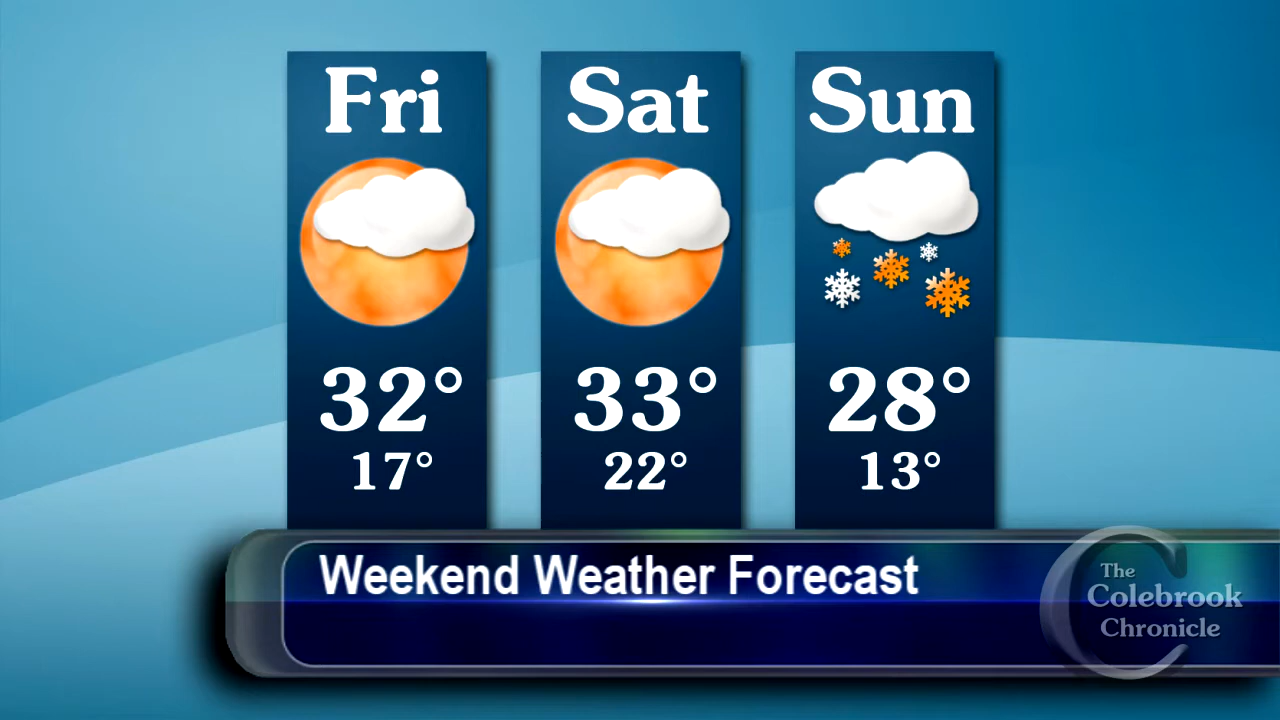 Fri
32°
17°
Sat
33°
22°
Sun
28°
13°
Weekend Weather Forecast
The
Colebrook
Chronicle